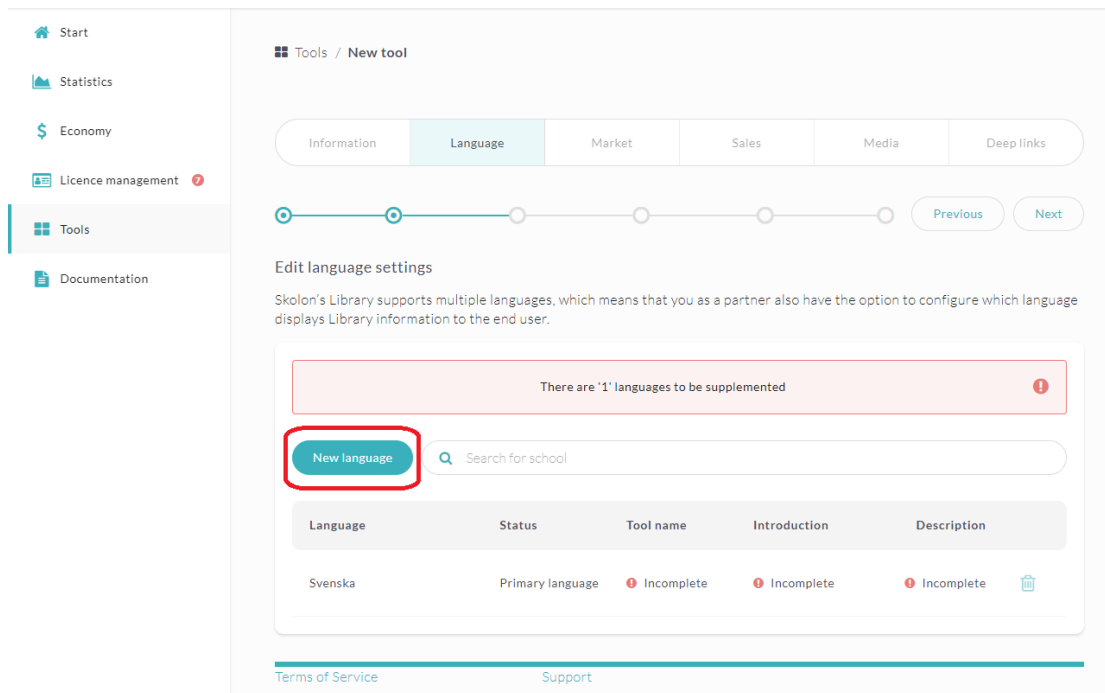 Start
Statistics
Economy
Licence management 7
Tools
Documentation
Tools / New tool
Information Language Market Sales Media Deep links
Previous Next
Edit language settings
Skolon's Library supports multiple languages, which means that you as a partner also have the option to configure which language
displays Library information to the end user.
There are '1' languages to be supplemented
New language Search for school
Language Status Tool name Introduction Description
Svenska Primary language Incomplete Incomplete Incomplete
Terms of Service Support